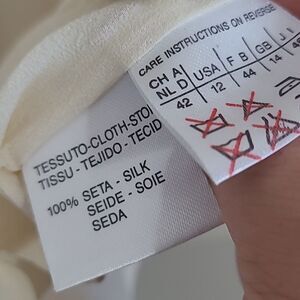 CARE INSTRUCTIONS ON REVERSE
CH A USA F B GB J I
NL D
42 12 44 14
TESSUTO-CLOTH-STO
TISSU - TEJIDO - TECID
100% SETA - SILK
SEIDE - SOIE
SEDA